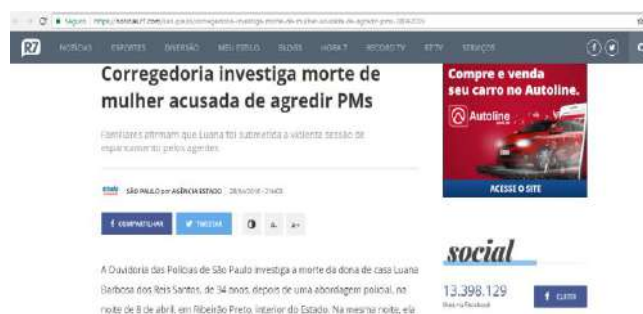 R7 NOTÍCIAS ESPORTES DIVERSÃO MEU ESTILO BLOGS HORA 7 RECORD TV R7 TV SERVIÇOS
Corregedoria investiga morte de
mulher acusada de agredir PMs
Familiares afirmam que Luana foi submetida a violenta sessão de
espancamento pelos agentes
SÃO PAULO por AGÊNCIA ESTADO
COMPARTILHAR TWEETAR A- A+
A Ouvidoria das Polícias de São Paulo investiga a morte da dona de casa Luana
Barbosa dos Reis Santos, de 34 anos, depois de uma abordagem policial, na
noite de 8 de abril, em Ribeirão Preto, interior do Estado. Na mesma noite, ela
Compre e venda
seu carro no Autoline.
Autoline
ACESSE O SITE
social
13.398.129
CURTIR